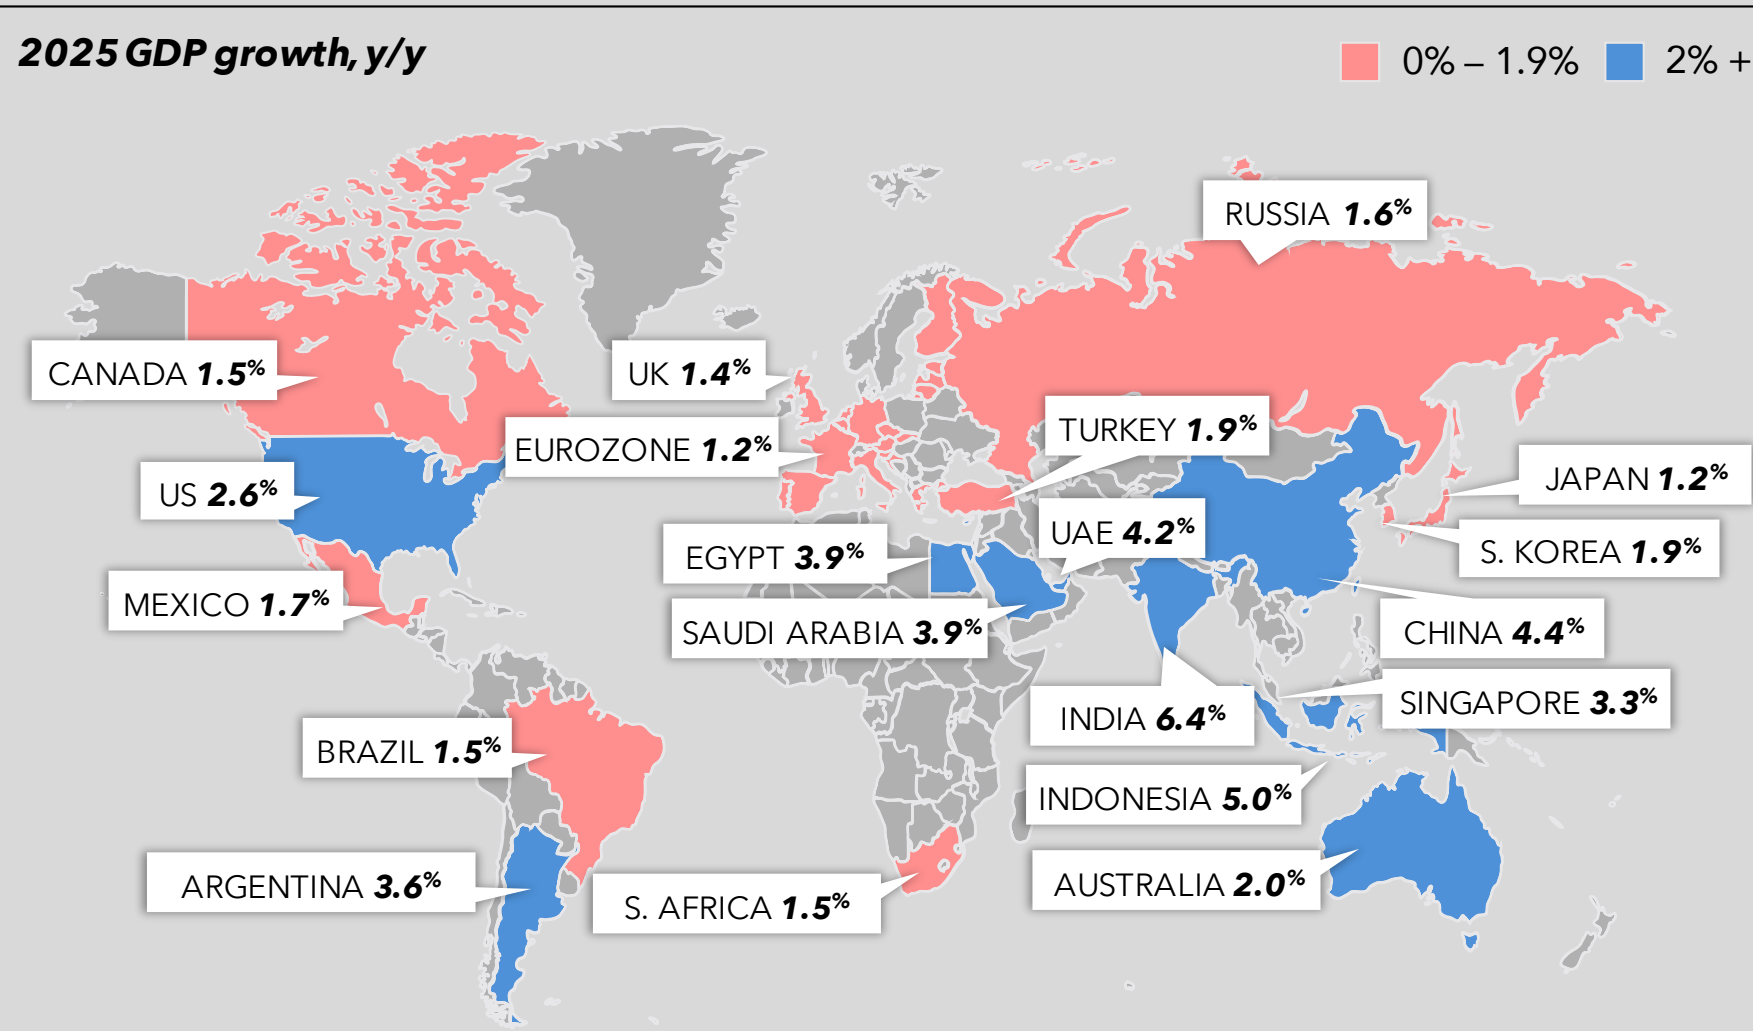 2025 GDP growth, y/y
0% – 1.9%
2% +
RUSSIA 1.6%
CANADA 1.5%
UK 1.4%
TURKEY 1.9%
EUROZONE 1.2%
JAPAN 1.2%
US 2.6%
UAE 4.2%
S. KOREA 1.9%
EGYPT 3.9%
MEXICO 1.7%
SAUDI ARABIA 3.9%
CHINA 4.4%
SINGAPORE 3.3%
INDIA 6.4%
BRAZIL 1.5%
INDONESIA 5.0%
ARGENTINA 3.6%
AUSTRALIA 2.0%
S. AFRICA 1.5%